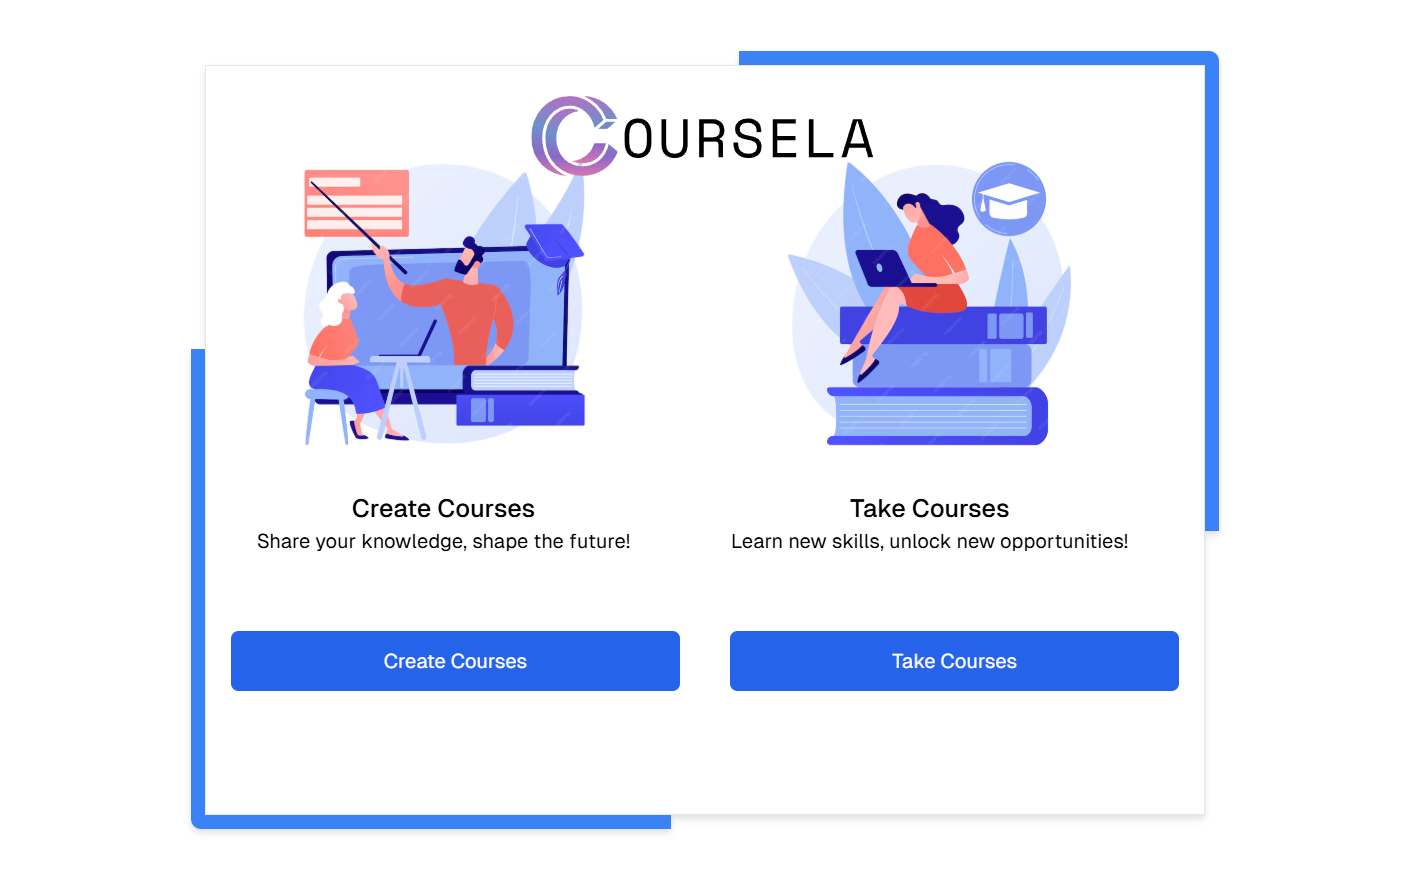 COURSELA
Create Courses
Share your knowledge, shape the future!
Take Courses
Learn new skills, unlock new opportunities!
Create Courses
Take Courses